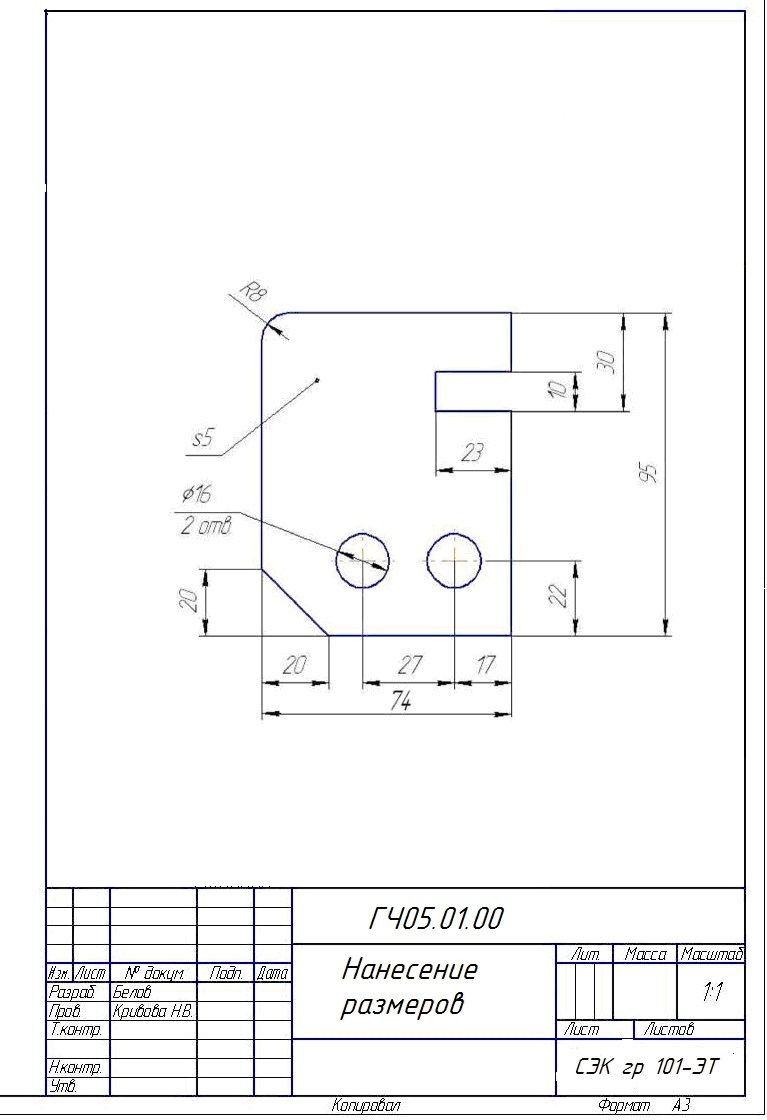 R8
30
10
s5
23
95
⌀16
2 отв
20
22
20
27
17
74
ГЧ05.01.00
Изм. Лист № докум. Подп. Дата
Нанесение
размеров
Лит. Масса Масштаб
Разраб. Белов
Пров. Кривова Н.В.
Т.контр.
1:1
Лист Листов
Н.контр.
Утв.
СЭК гр 101-ЭТ
Копировал Формат А3